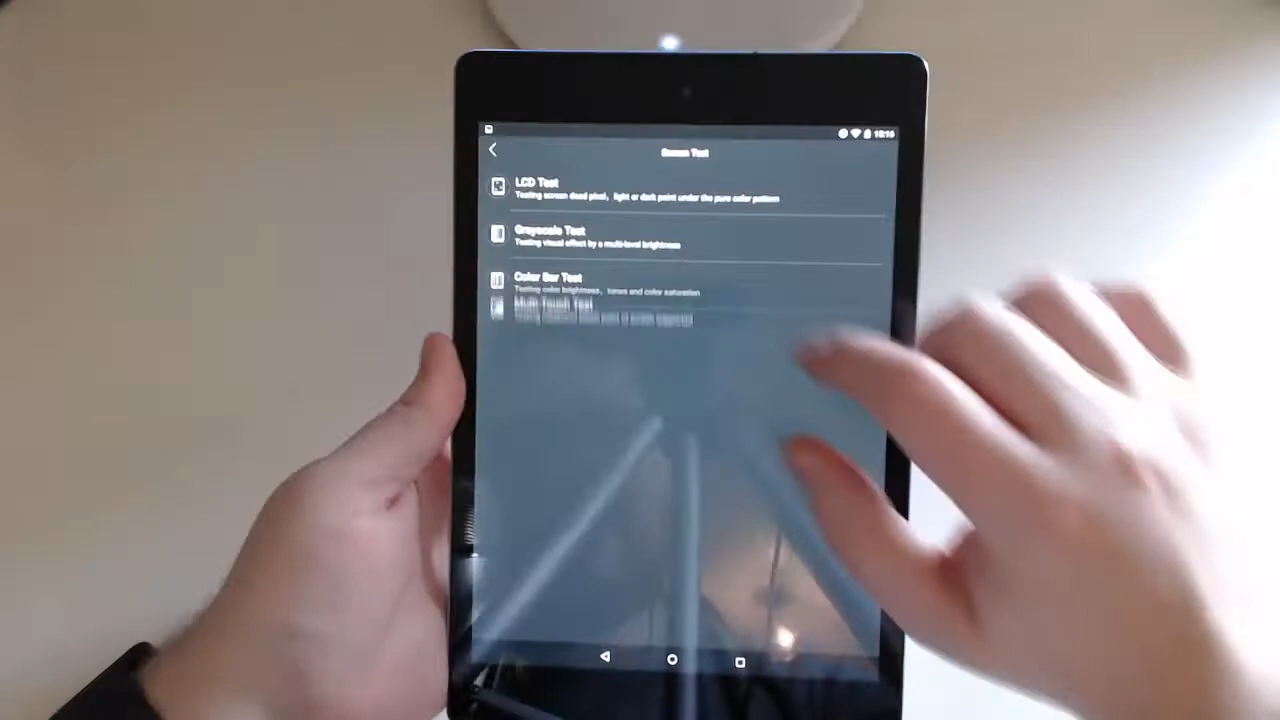 18:16
Screen Test
LCD Test
Testing screen dead pixel, light or dark point under the pure color pattern
Grayscale Test
Testing visual effect by a multi-level brightness
Color Bar Test
Testing color brightness, tones and color saturation
Multi Touch Test